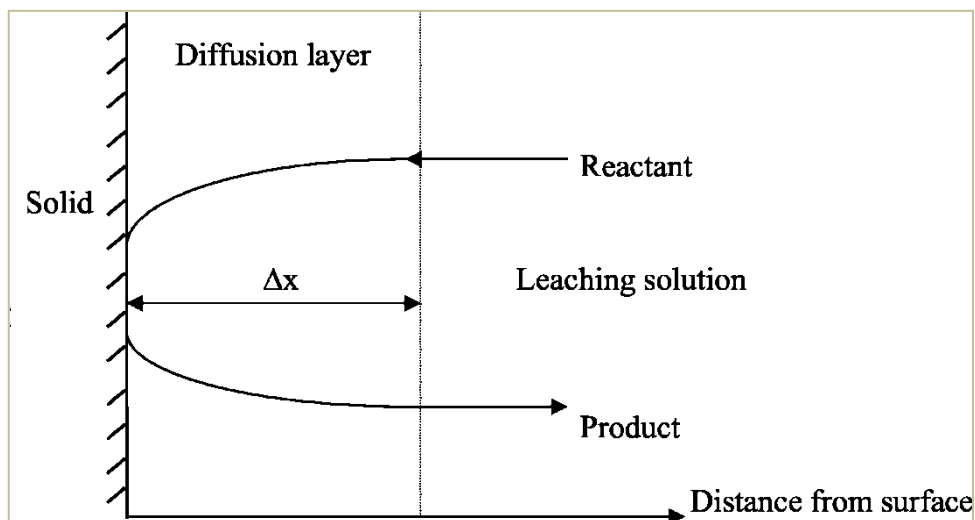 Diffusion layer
Reactant
Solid
Δx
Leaching solution
Product
Distance from surface